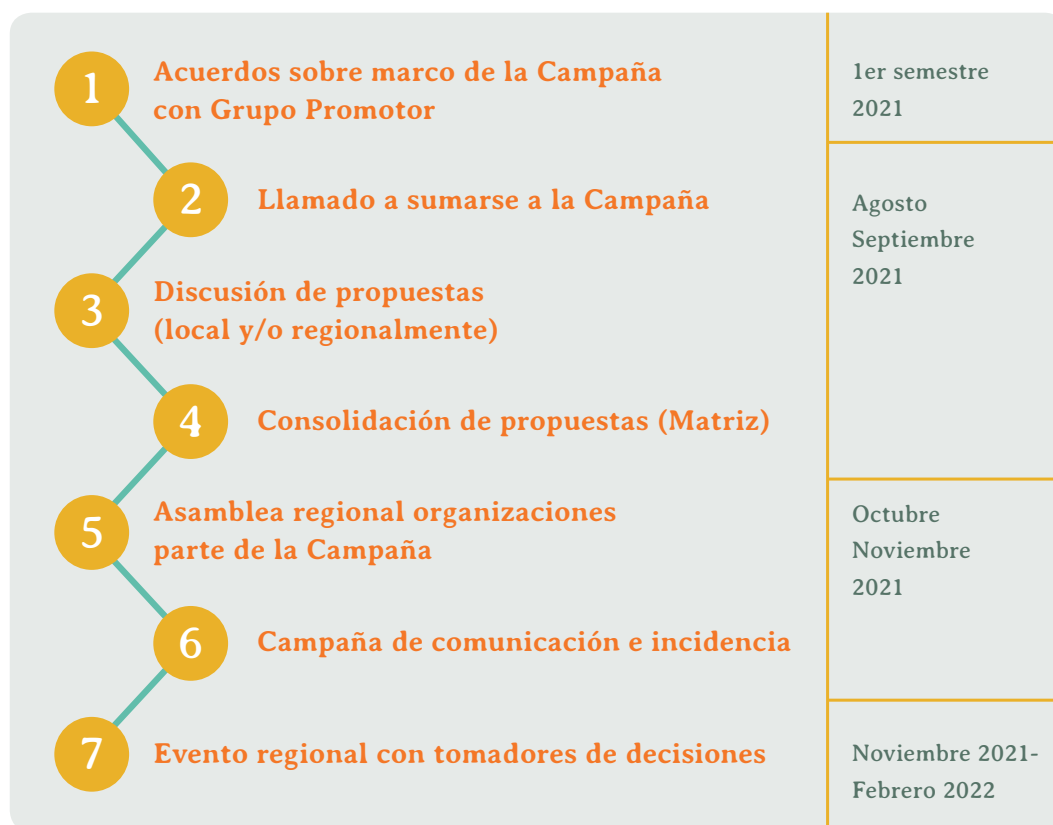 1
Acuerdos sobre marco de la Campaña
con Grupo Promotor
1er semestre
2021
2
Llamado a sumarse a la Campaña
Agosto
Septiembre
2021
3
Discusión de propuestas
(local y/o regionalmente)
4
Consolidación de propuestas (Matriz)
5
Asamblea regional organizaciones
parte de la Campaña
Octubre
Noviembre
2021
6
Campaña de comunicación e incidencia
7
Evento regional con tomadores de decisiones
Noviembre 2021-
Febrero 2022